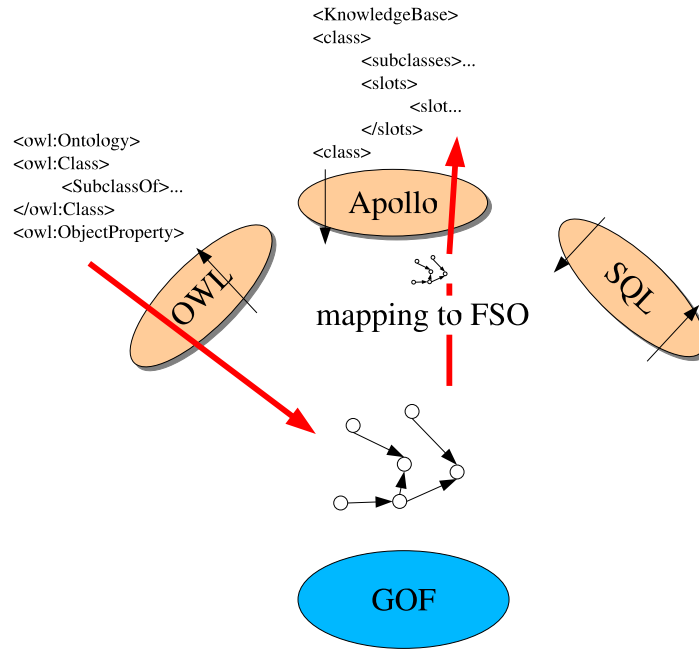 <KnowledgeBase>
<class>
<subclasses>...
<slots>
<slot...
</slots>
<class>
<owl:Ontology>
<owl:Class>
<SubclassOf>...
</owl:Class>
<owl:ObjectProperty>
Apollo
OWL
SQL
mapping to FSO
GOF